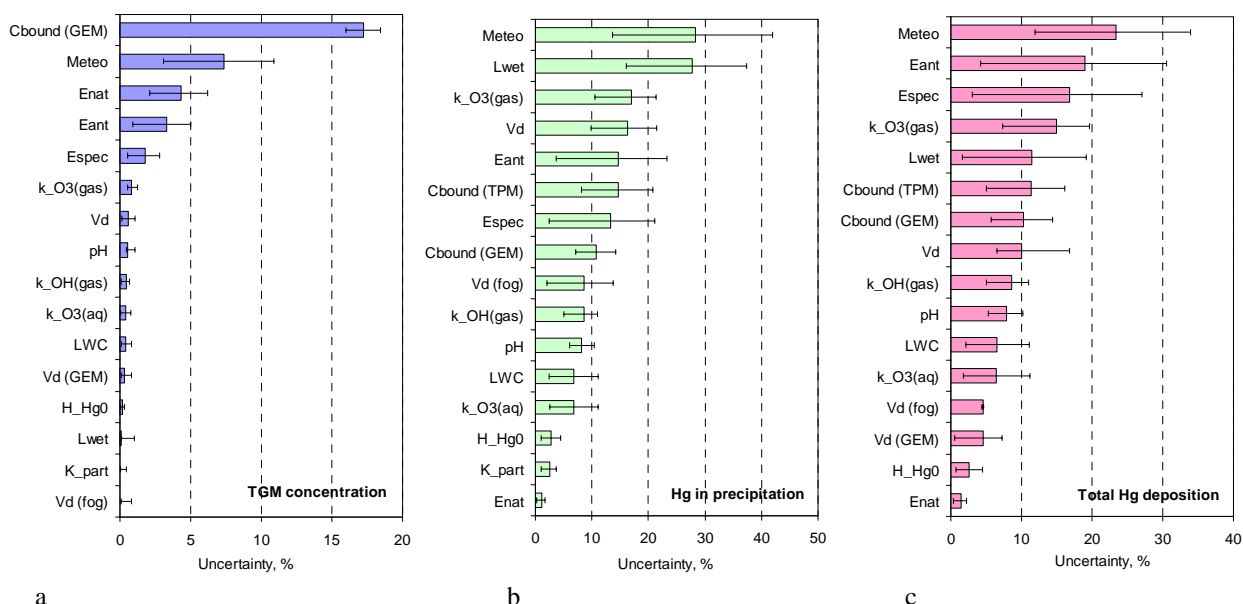 Cbound (GEM)
Meteo
Enat
Eant
Espec
k_O3(gas)
Vd
pH
k_OH(gas)
k_O3(aq)
LWC
Vd (GEM)
H_Hg0
Lwet
K_part
Vd (fog)
TGM concentration
0 5 10 15 20
Uncertainty, %
a
Meteo
Lwet
k_O3(gas)
Vd
Eant
Cbound (TPM)
Espec
Cbound (GEM)
Vd (fog)
k_OH(gas)
pH
LWC
k_O3(aq)
H_Hg0
K_part
Enat
Hg in precipitation
0 10 20 30 40 50
Uncertainty, %
b
Meteo
Eant
Espec
k_O3(gas)
Lwet
Cbound (TPM)
Cbound (GEM)
Vd
k_OH(gas)
pH
LWC
k_O3(aq)
Vd (fog)
Vd (GEM)
H_Hg0
Enat
Total Hg deposition
0 10 20 30 40
Uncertainty, %
c